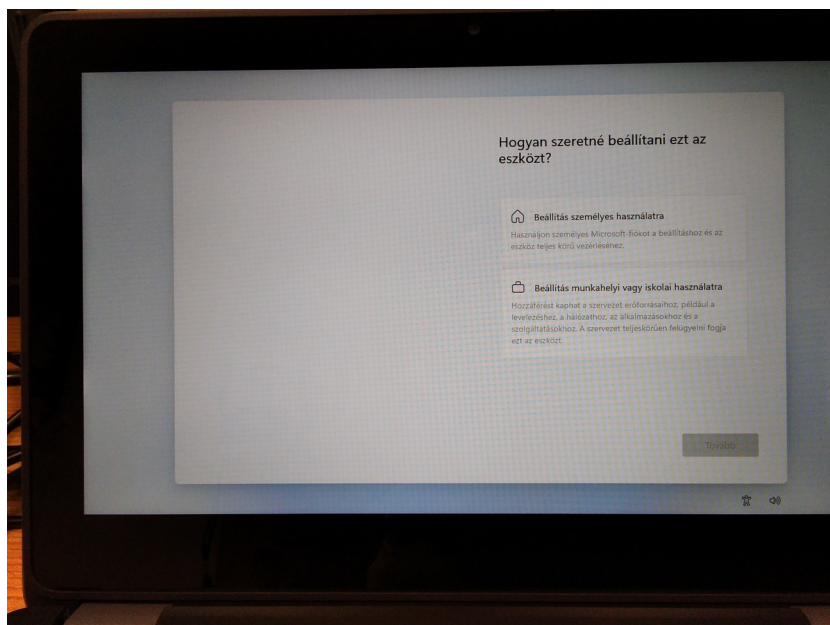 Hogyan szeretné beállítani ezt az
eszközt?
Beállítás személyes használatra
Használjon személyes Microsoft-fiókot a beállításhoz és az
eszköz teljes körű vezérléséhez.
Beállítás munkahelyi vagy iskolai használatra
Hozzáférést kaphat a szervezet erőforrásaihoz, például a
levelezéshez, a hálózathoz, az alkalmazásokhoz és a
szolgáltatásokhoz. A szervezet teljeskörűen felügyelni fogja
ezt az eszközt.
Tovább